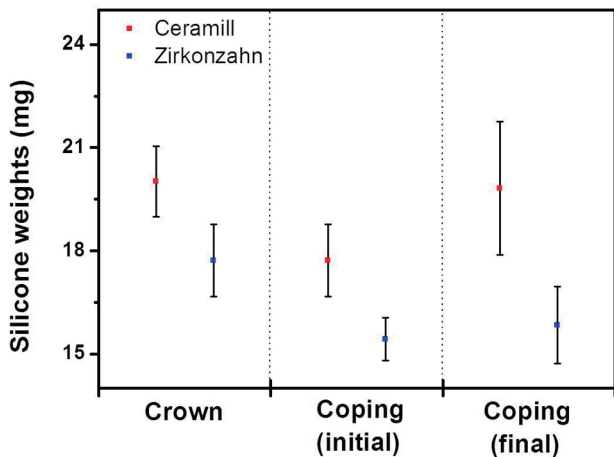 Silicone weights (mg)
24
21
18
15
Ceramill
Zirkonzahn
Crown
Coping
(initial)
Coping
(final)